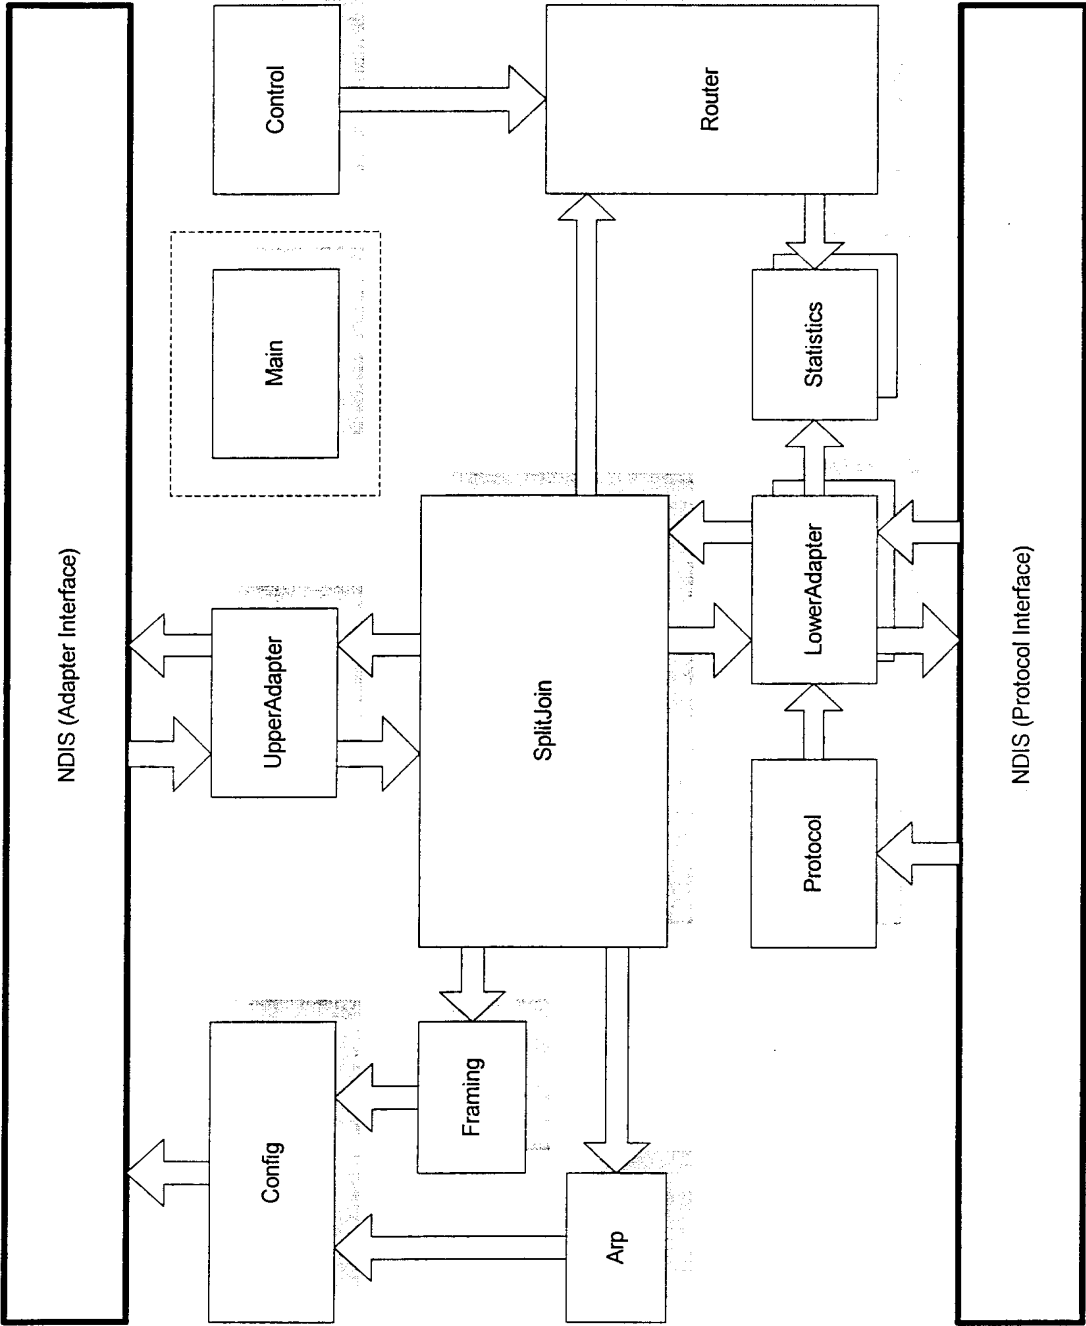 NDIS (Adapter Interface)
Config
UpperAdapter
Main
Control
Framing
SplitJoin
Arp
Router
Protocol
LowerAdapter
Statistics
NDIS (Protocol Interface)